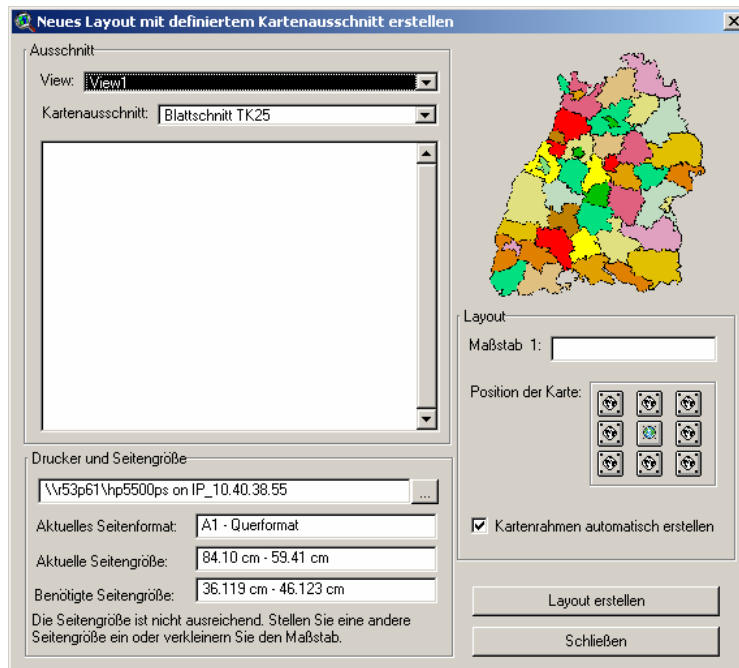 Neues Layout mit definiertem Kartenausschnitt erstellen
Ausschnitt
View: View1
Kartenausschnitt: Blattschnitt TK25
Drucker und Seitengröße
\\r53p61\hp5500ps on IP_10.40.38.55
...
Aktuelles Seitenformat: A1 - Querformat
Aktuelle Seitengröße: 84.10 cm - 59.41 cm
Benötigte Seitengröße: 36.119 cm - 46.123 cm
Die Seitengröße ist nicht ausreichend. Stellen Sie eine andere
Seitengröße ein oder verkleinern Sie den Maßstab.
Layout
Maßstab 1:
Position der Karte:
Kartenrahmen automatisch erstellen
Layout erstellen
Schließen